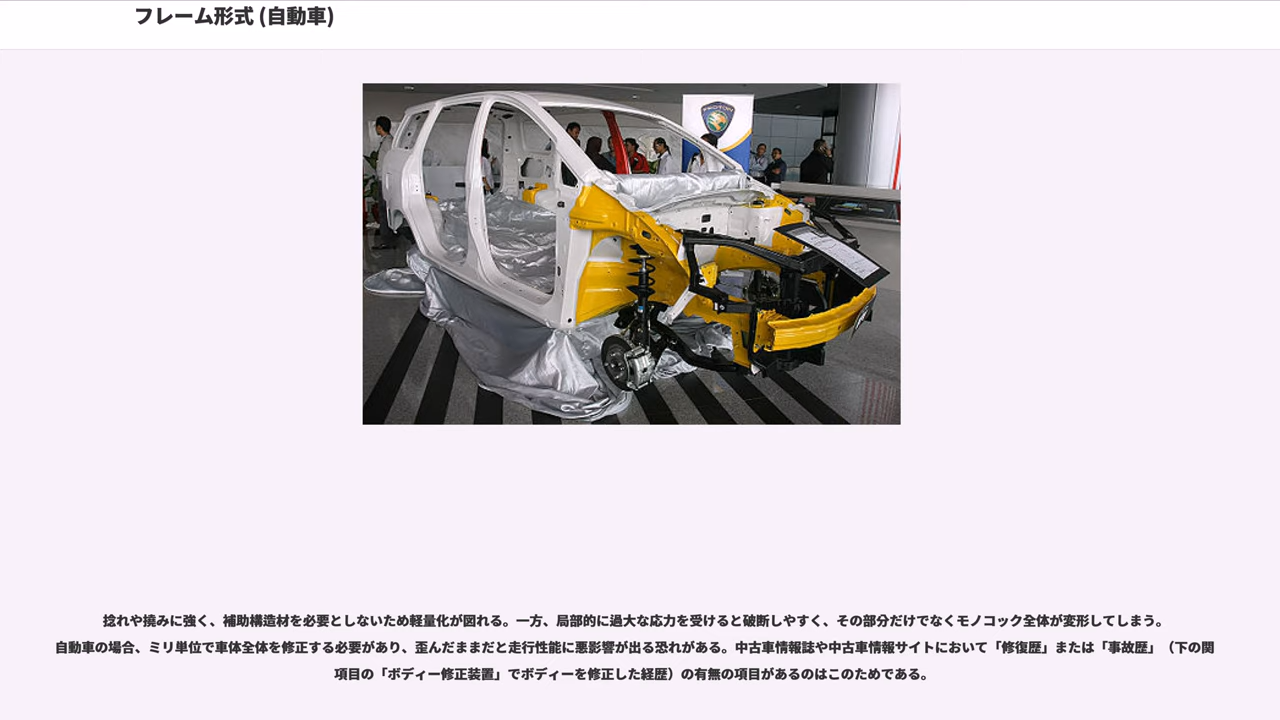 フレーム形式 (自動車)
PROTON
捻れや撓みに強く、補助構造材を必要としないため軽量化が図れる。一方、局部的に過大な応力を受けると破断しやすく、その部分だけでなくモノコック全体が変形してしまう。
自動車の場合、ミリ単位で車体全体を修正する必要があり、歪んだままだと走行性能に悪影響が出る恐れがある。中古車情報誌や中古車情報サイトにおいて「修復歴」または「事故歴」（下の関
項目の「ボディー修正装置」でボディーを修正した経歴）の有無の項目があるのはこのためである。